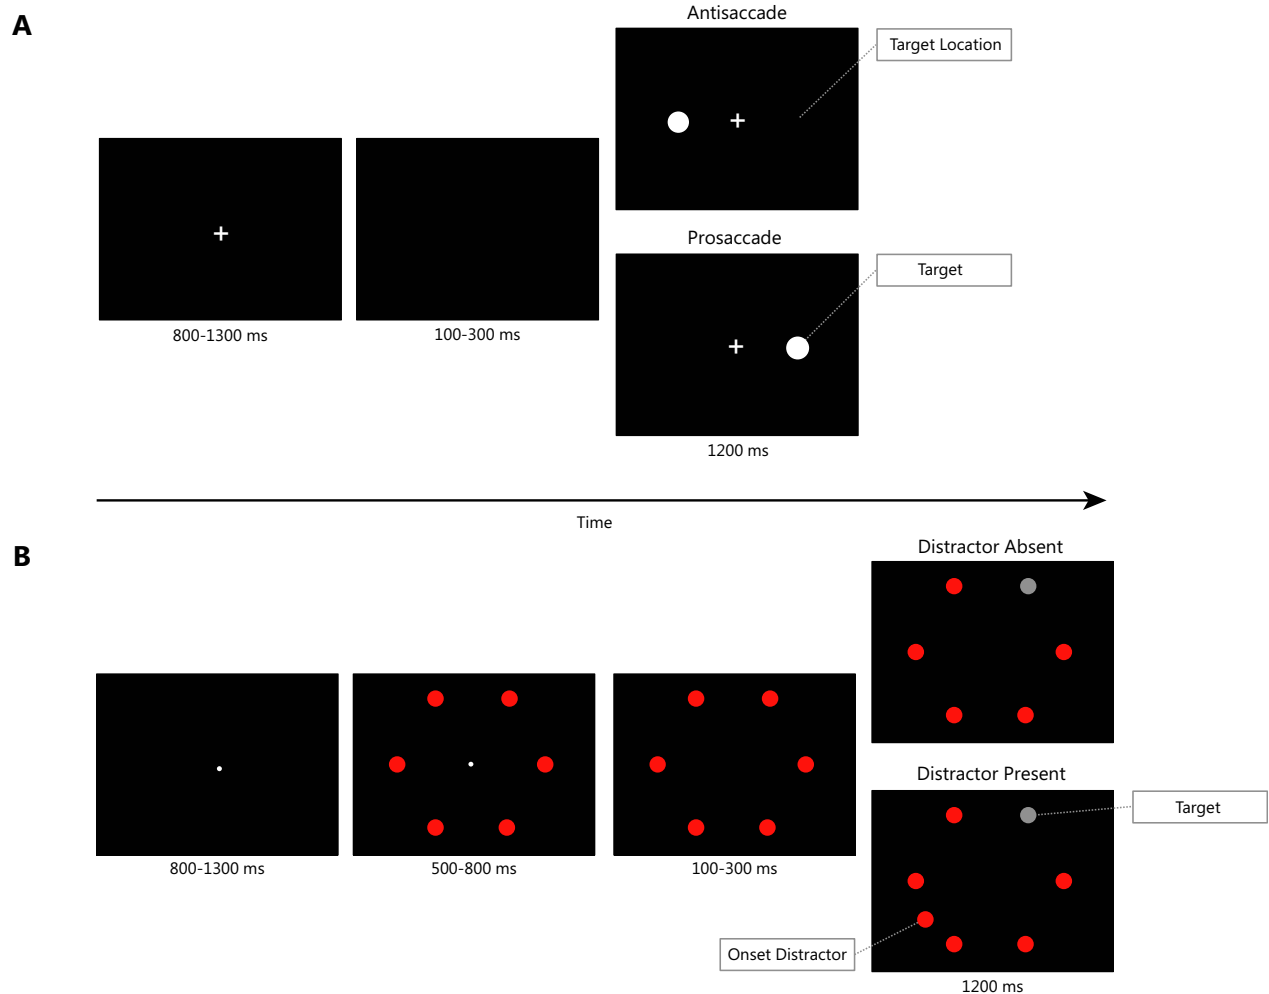 A
Antisaccade
Target Location
800-1300 ms
100-300 ms
Prosaccade
Target
1200 ms
Time
B
Distractor Absent
800-1300 ms
500-800 ms
100-300 ms
Distractor Present
Target
Onset Distractor
1200 ms